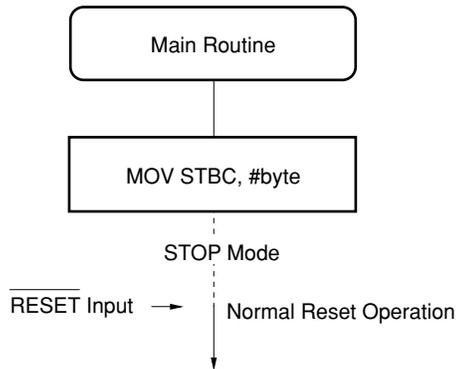 Main Routine
MOV STBC, #byte
STOP Mode
RESET Input
Normal Reset Operation